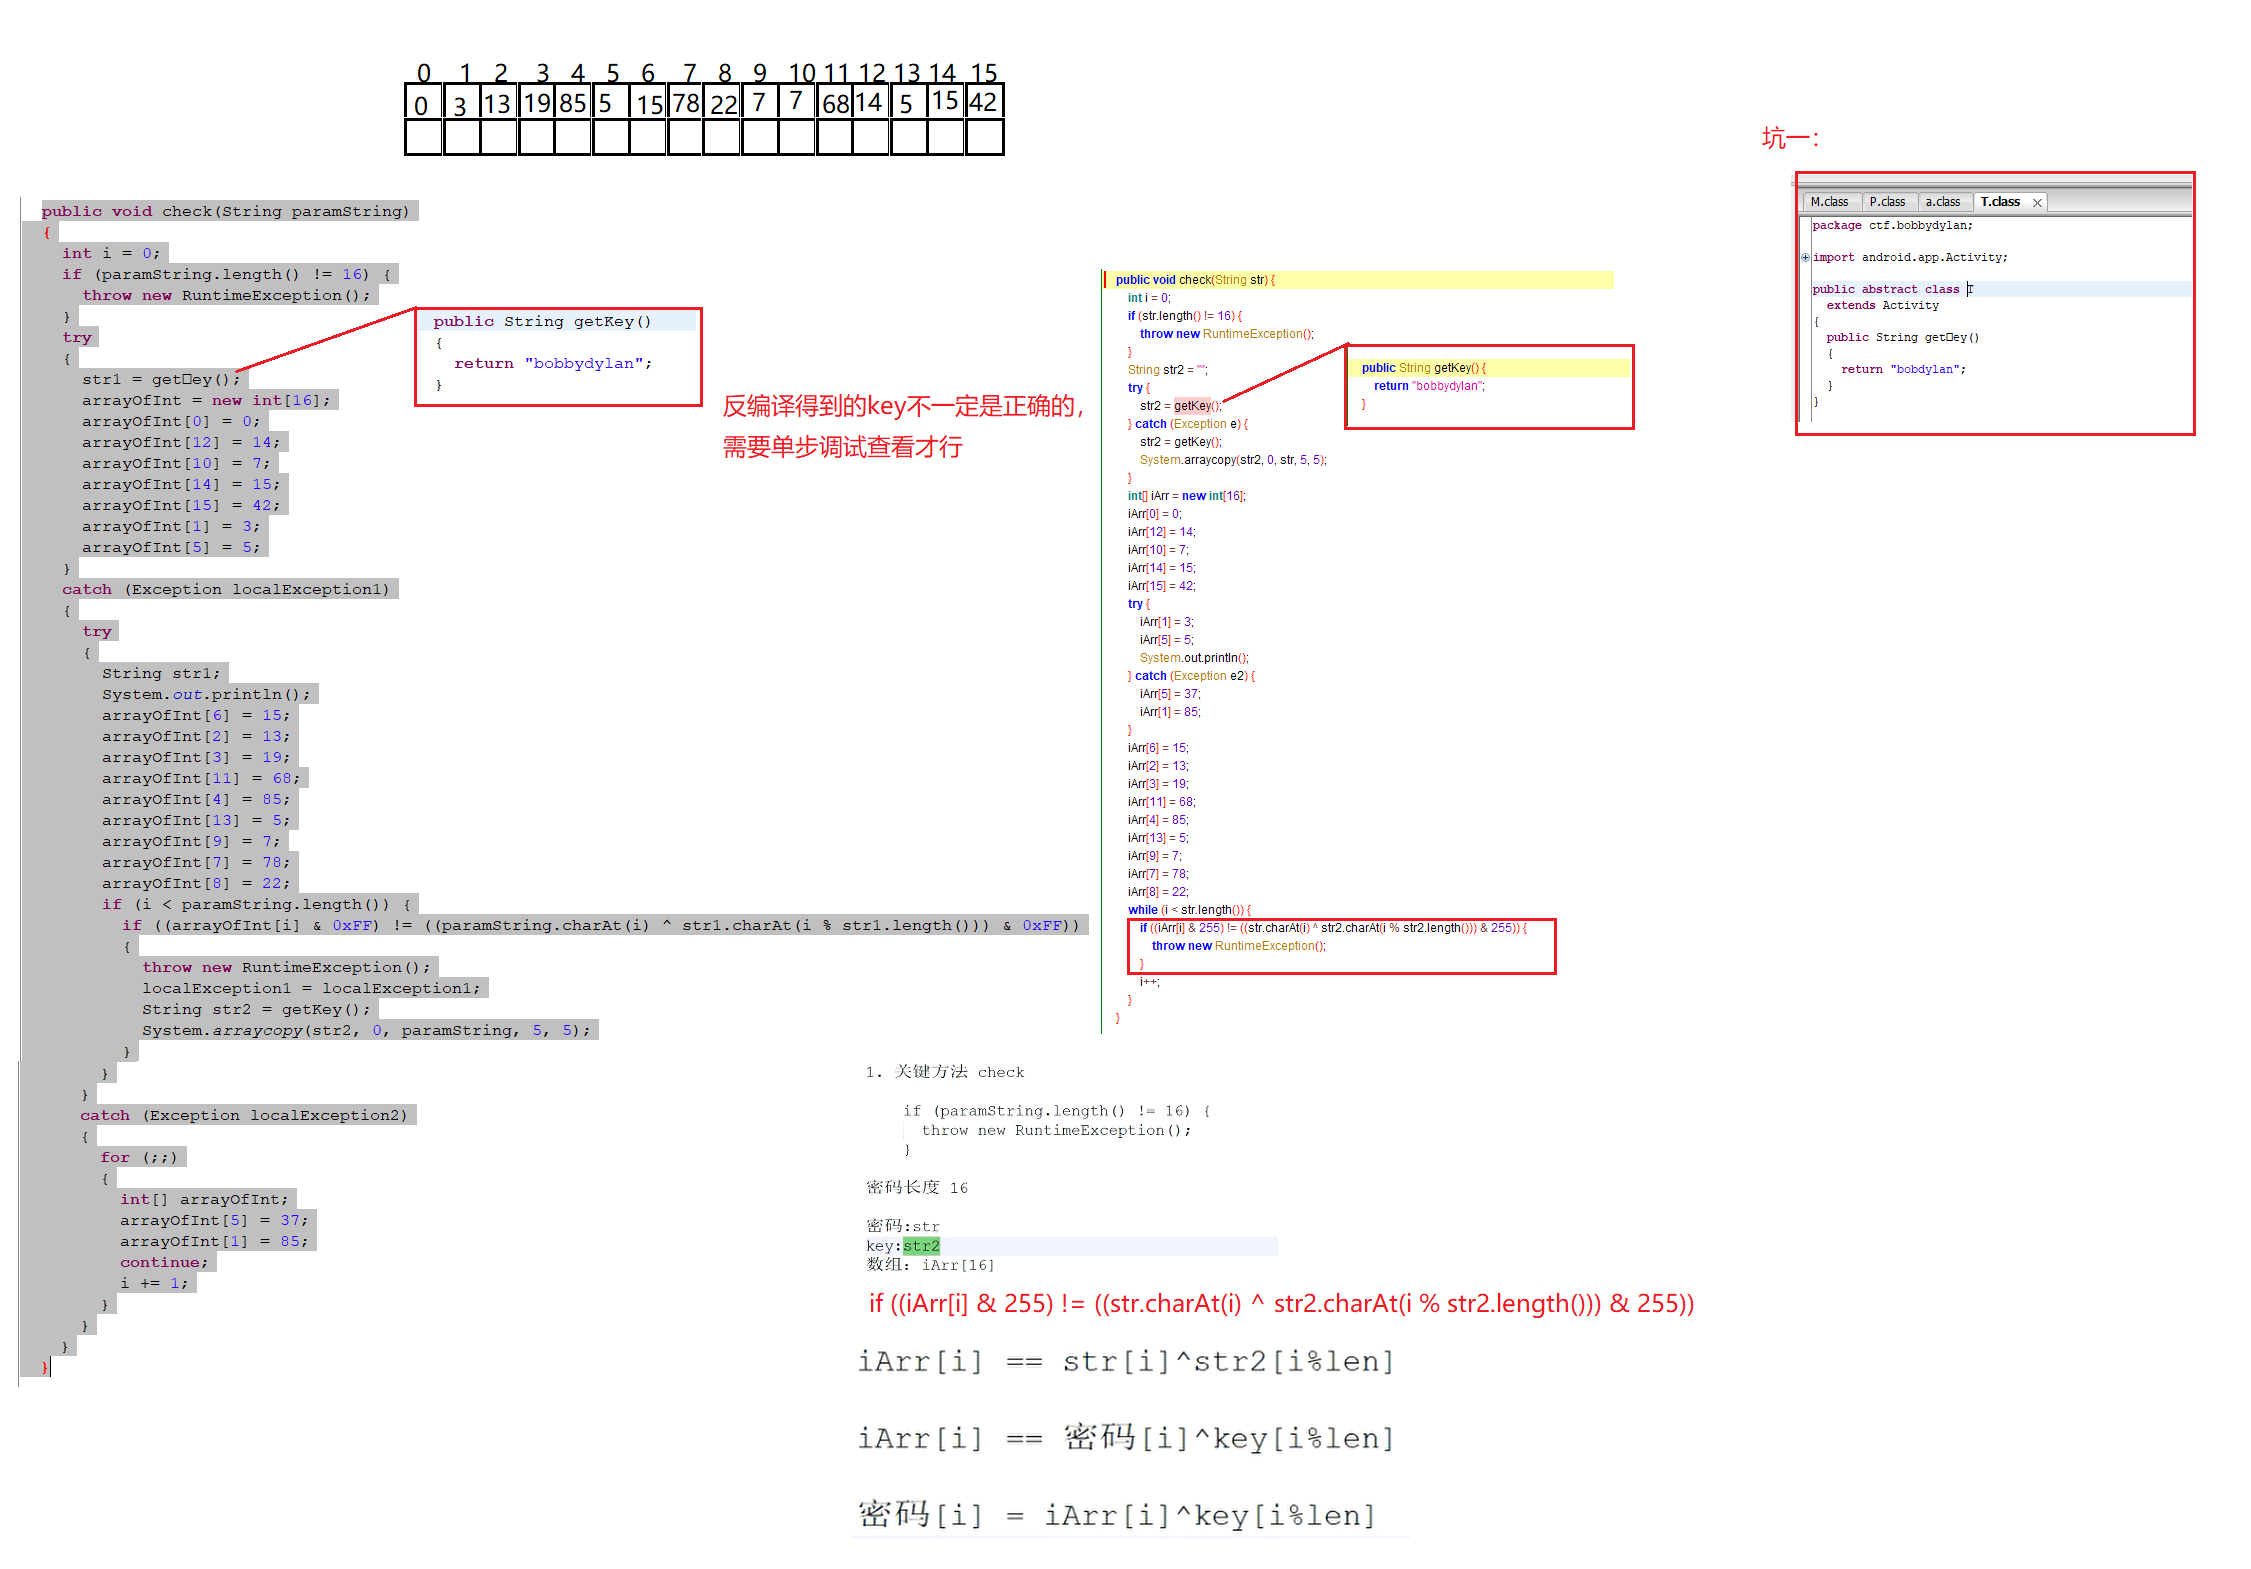 0 1 2 3 4 5 6 7 8 9 10 11 12 13 14 15
0 3 13 19 85 5 15 78 22 7 7 68 14 5 15 42
public void check(String paramString)
{
int i = 0;
if (paramString.length() != 16) {
throw new RuntimeException();
}
try
{
str1 = get□ey();
arrayOfInt = new int[16];
arrayOfInt[0] = 0;
arrayOfInt[12] = 14;
arrayOfInt[10] = 7;
arrayOfInt[14] = 15;
arrayOfInt[15] = 42;
arrayOfInt[1] = 3;
arrayOfInt[5] = 5;
}
catch (Exception localException1)
{
try
{
String str1;
System.out.println();
arrayOfInt[6] = 15;
arrayOfInt[2] = 13;
arrayOfInt[3] = 19;
arrayOfInt[11] = 68;
arrayOfInt[4] = 85;
arrayOfInt[13] = 5;
arrayOfInt[9] = 7;
arrayOfInt[7] = 78;
arrayOfInt[8] = 22;
if (i < paramString.length()) {
if ((arrayOfInt[i] & 0xFF) != ((paramString.charAt(i) ^ str1.charAt(i % str1.length())) & 0xFF))
{
throw new RuntimeException();
localException1 = localException1;
String str2 = getKey();
System.arraycopy(str2, 0, paramString, 5, 5);
}
}
}
catch (Exception localException2)
{
for (;;)
{
int[] arrayOfInt;
arrayOfInt[5] = 37;
arrayOfInt[1] = 85;
continue;
i += 1;
}
}
}
}
public String getKey()
{
return "bobbydylan";
}
反编译得到的key不一定是正确的，
需要单步调试查看才行
public void check(String str) {
int i = 0;
if (str.length() != 16) {
throw new RuntimeException();
}
String str2 = "";
try {
str2 = getKey();
} catch (Exception e) {
str2 = getKey();
System.arraycopy(str2, 0, str, 5, 5);
}
int[] iArr = new int[16];
iArr[0] = 0;
iArr[12] = 14;
iArr[10] = 7;
iArr[14] = 15;
iArr[15] = 42;
try {
iArr[1] = 3;
iArr[5] = 5;
System.out.println();
} catch (Exception e2) {
iArr[5] = 37;
iArr[1] = 85;
}
iArr[6] = 15;
iArr[2] = 13;
iArr[3] = 19;
iArr[11] = 68;
iArr[4] = 85;
iArr[13] = 5;
iArr[9] = 7;
iArr[7] = 78;
iArr[8] = 22;
while (i < str.length()) {
if ((iArr[i] & 255) != ((str.charAt(i) ^ str2.charAt(i % str2.length())) & 255)) {
throw new RuntimeException();
}
i++;
}
}
public String getKey() {
return "bobbydylan";
}
坑一：
M.class P.class a.class T.class
package ctf.bobbydylan;
import android.app.Activity;
public abstract class T
extends Activity
{
public String get□ey()
{
return "bobdylan";
}
}
1. 关键方法 check
if (paramString.length() != 16) {
throw new RuntimeException();
}
密码长度 16
密码:str
key:str2
数组: iArr[16]
if ((iArr[i] & 255) != ((str.charAt(i) ^ str2.charAt(i % str2.length())) & 255))
iArr[i] == str[i]^str2[i%len]
iArr[i] == 密码[i]^key[i%len]
密码[i] = iArr[i]^key[i%len]